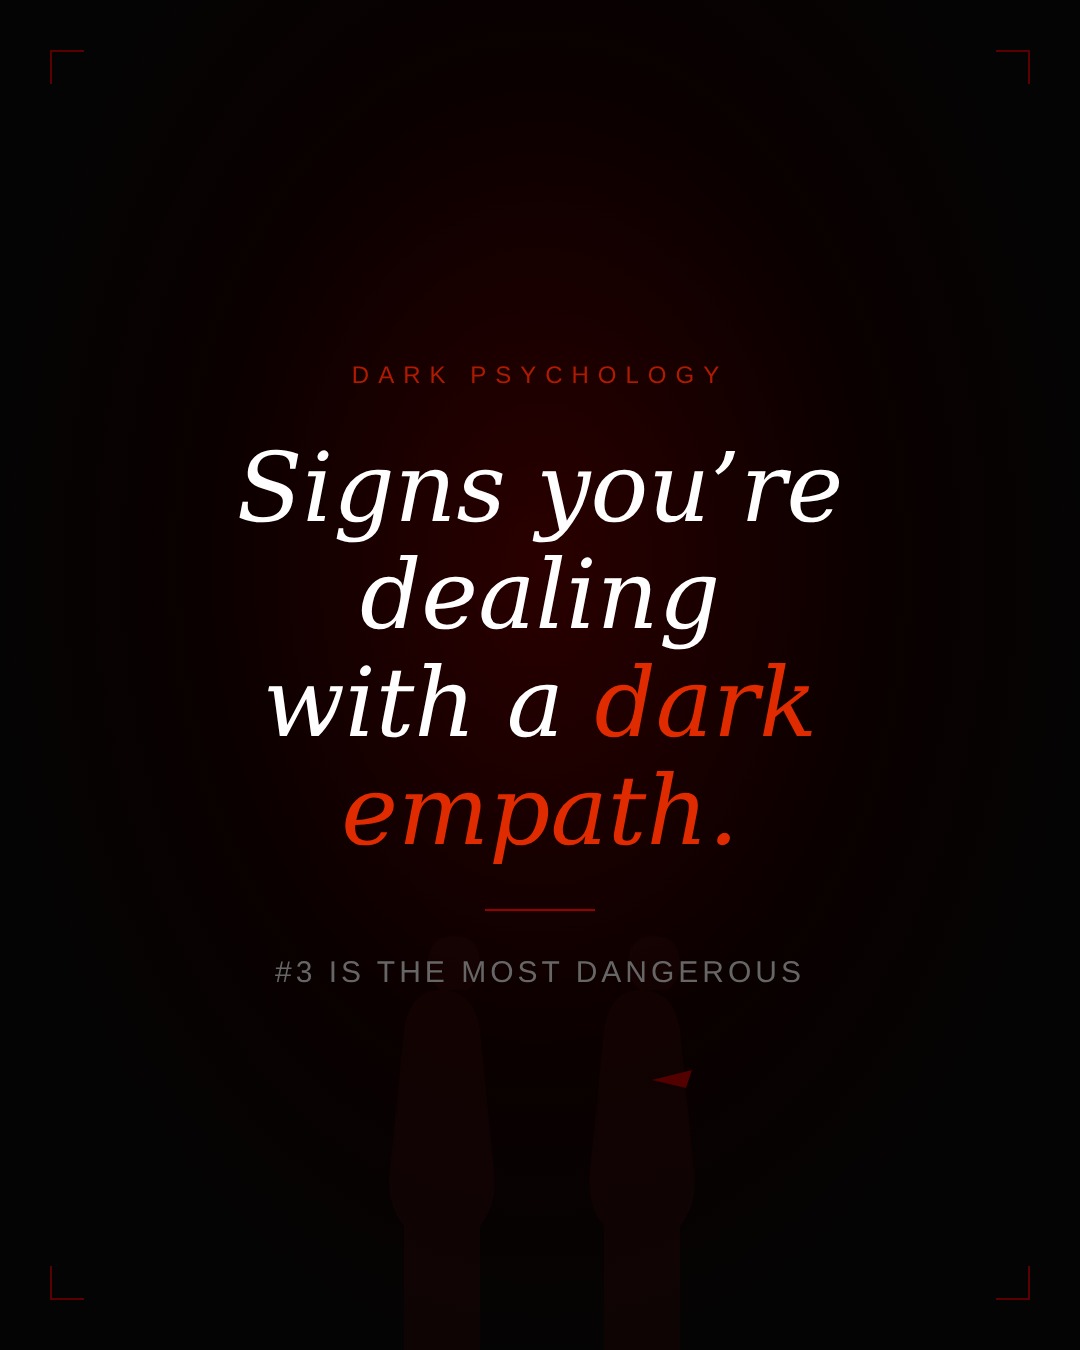 DARK PSYCHOLOGY
Signs you’re
dealing
with a dark
empath.
#3 IS THE MOST DANGEROUS